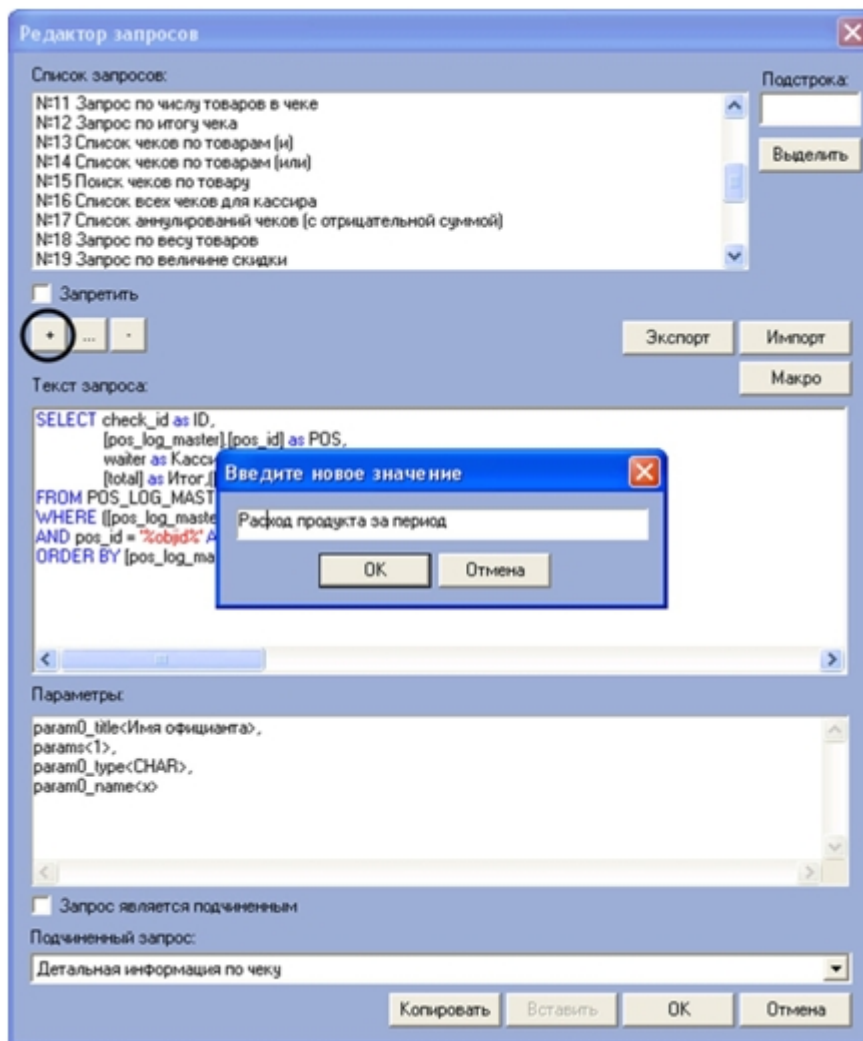 Редактор запросов
Список запросов:
Подстрока:
№11 Запрос по числу товаров в чеке
№12 Запрос по итогу чека
№13 Список чеков по товарам (и)
№14 Список чеков по товарам (или)
№15 Поиск чеков по товару
№16 Список всех чеков для кассира
№17 Список аннулирований чеков (с отрицательной суммой)
№18 Запрос по весу товаров
№19 Запрос по величине скидки
Выделить
Запретить
+ ... -
Экспорт
Импорт
Макро
Текст запроса:
SELECT check_id as ID,
[pos_log_master].[pos_id] as POS,
waiter as Касси
[total] as Итог,([
FROM POS_LOG_MAST
WHERE ([pos_log_maste
AND pos_id = '%objid%' A
ORDER BY [pos_log_ma
Введите новое значение
Расход продукта за период
OK
Отмена
Параметры:
param0_title<Имя официанта>,
params<1>,
param0_type<CHAR>,
param0_name<x>
Запрос является подчиненным
Подчиненный запрос:
Детальная информация по чеку
Копировать
Вставить
OK
Отмена